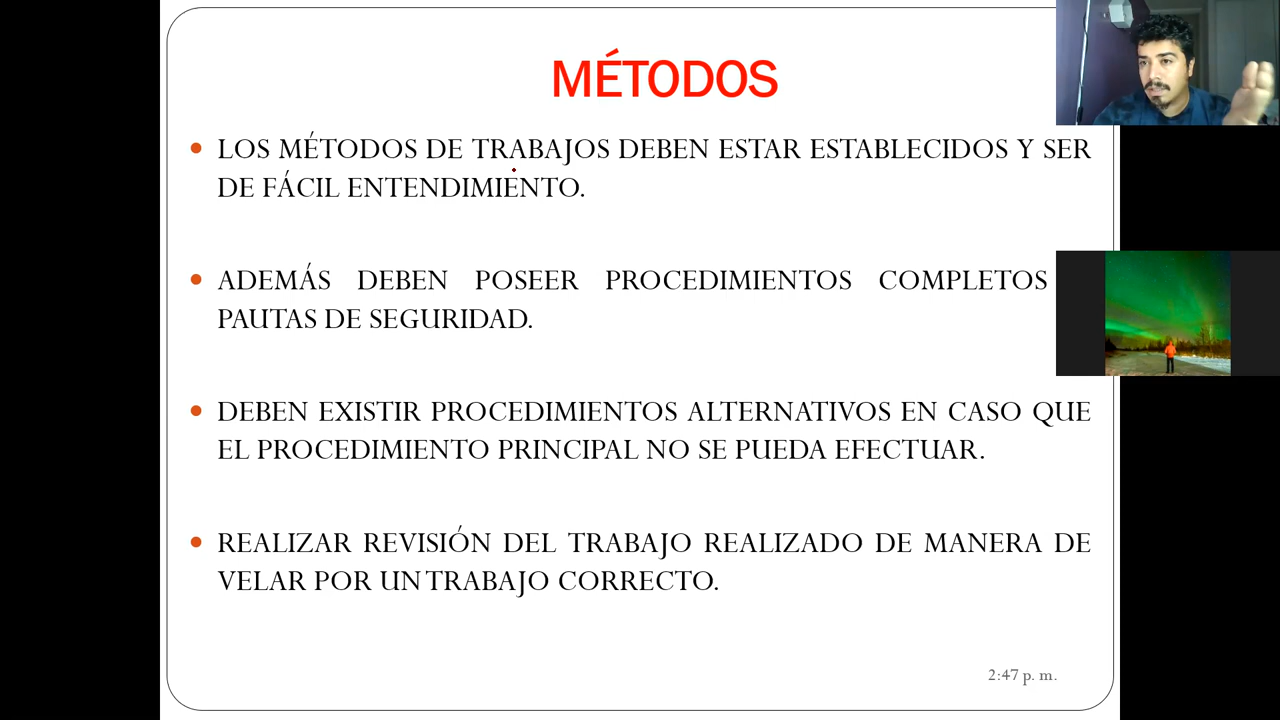 MÉTODOS
LOS MÉTODOS DE TRABAJOS DEBEN ESTAR ESTABLECIDOS Y SER
DE FÁCIL ENTENDIMIENTO.
ADEMÁS DEBEN POSEER PROCEDIMIENTOS COMPLETOS
PAUTAS DE SEGURIDAD.
DEBEN EXISTIR PROCEDIMIENTOS ALTERNATIVOS EN CASO QUE
EL PROCEDIMIENTO PRINCIPAL NO SE PUEDA EFECTUAR.
REALIZAR REVISIÓN DEL TRABAJO REALIZADO DE MANERA DE
VELAR POR UN TRABAJO CORRECTO.
2:47 p. m.